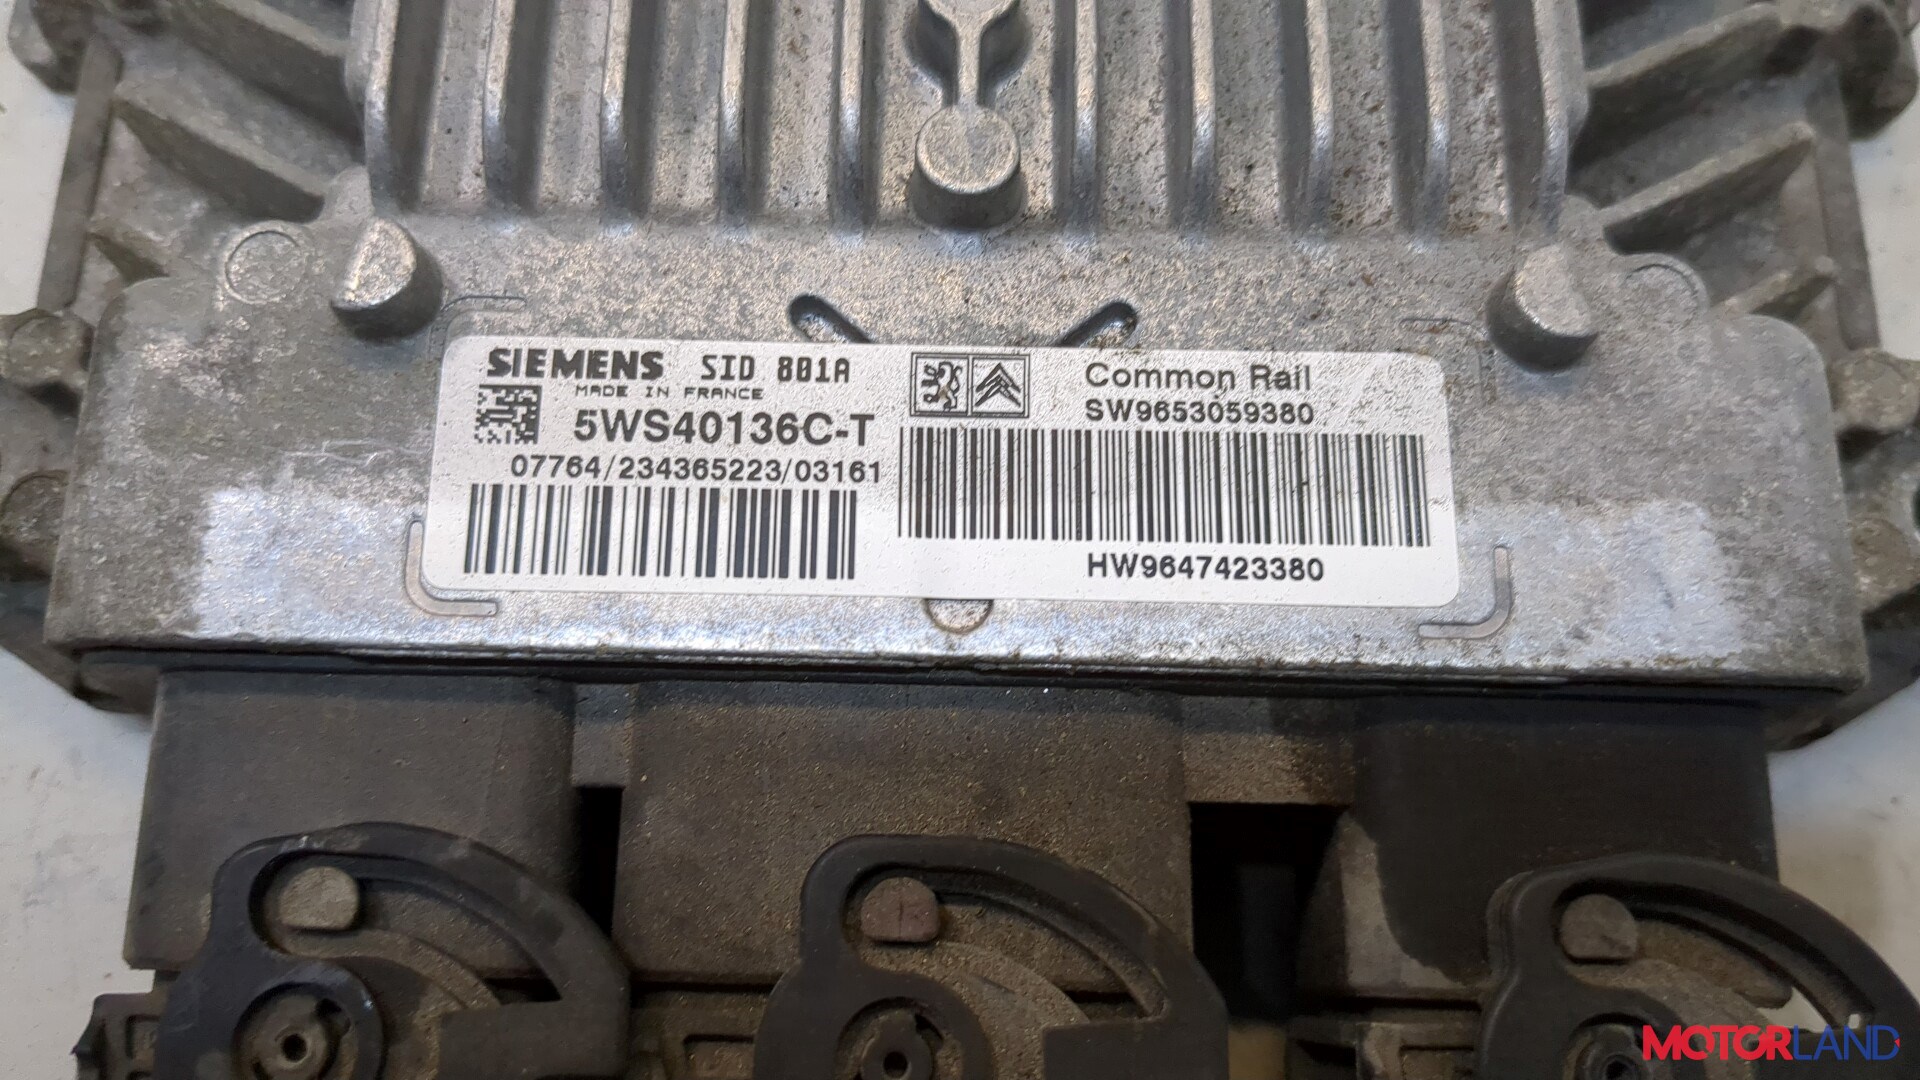 SIEMENS SID 801A
MADE IN FRANCE
5WS40136C-T
07764/234365223/03161
Common Rail
SW9653059380
HW9647423380
MOTORLAND